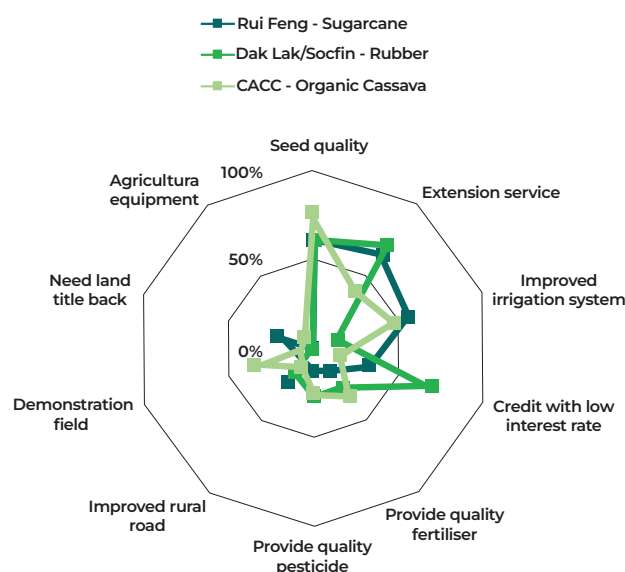 Rui Feng - Sugarcane
Dak Lak/Socfin - Rubber
CACC - Organic Cassava
Seed quality
100%
Agricultura
equipment
Extension service
50%
Need land
title back
Improved
irrigation system
0%
Demonstration
field
Credit with low
interest rate
Improved rural
road
Provide quality
fertiliser
Provide quality
pesticide